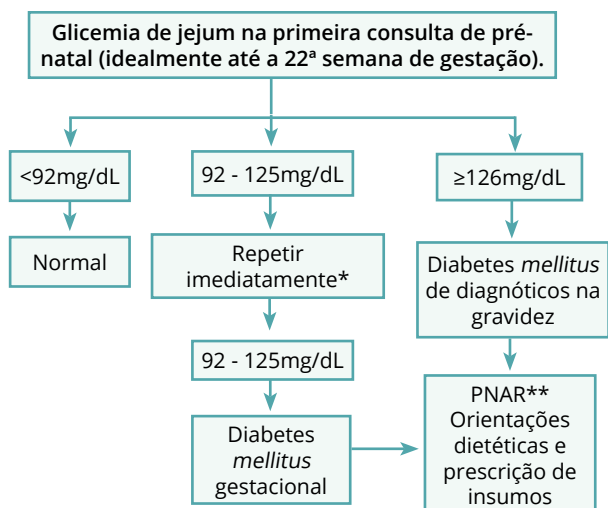 Glicemia de jejum na primeira consulta de pré-
natal (idealmente até a 22ª semana de gestação).
<92mg/dL
92 - 125mg/dL
≥126mg/dL
Normal
Repetir
imediatamente*
Diabetes mellitus
de diagnóticos na
gravidez
92 - 125mg/dL
Diabetes
mellitus
gestacional
PNAR**
Orientações
dietéticas e
prescrição de
insumos